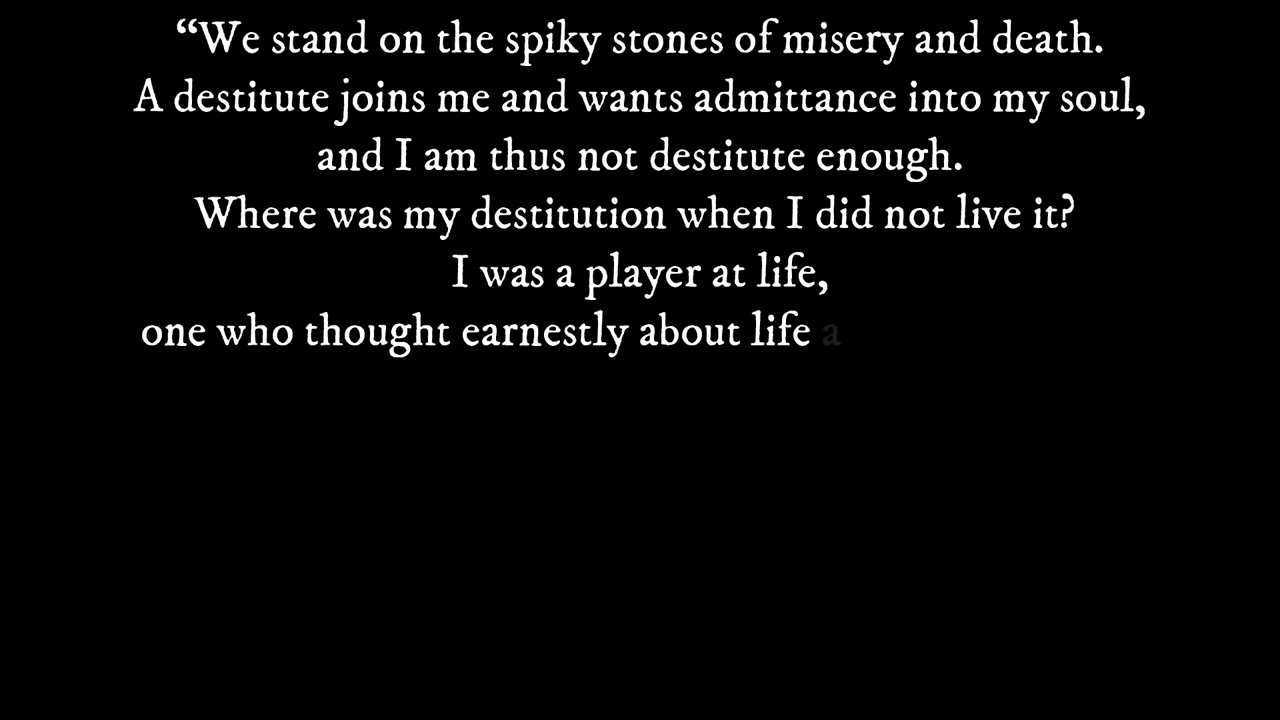 “We stand on the spiky stones of misery and death.
A destitute joins me and wants admittance into my soul,
and I am thus not destitute enough.
Where was my destitution when I did not live it?
I was a player at life,
one who thought earnestly about life a